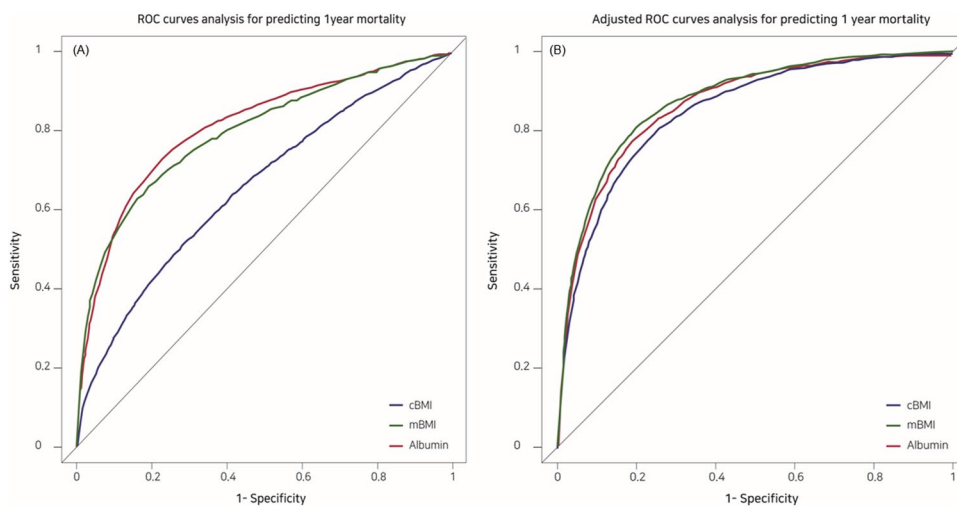 ROC curves analysis for predicting 1year mortality
(A)
1
0.8
0.6
0.4
0.2
0
Sensitivity
0
0.2
0.4
0.6
0.8
1
1- Specificity
cBMI
mBMI
Albumin
Adjusted ROC curves analysis for predicting 1 year mortality
(B)
1
0.8
0.6
0.4
0.2
0
Sensitivity
0
0.2
0.4
0.6
0.8
1
1- Specificity
cBMI
mBMI
Albumin